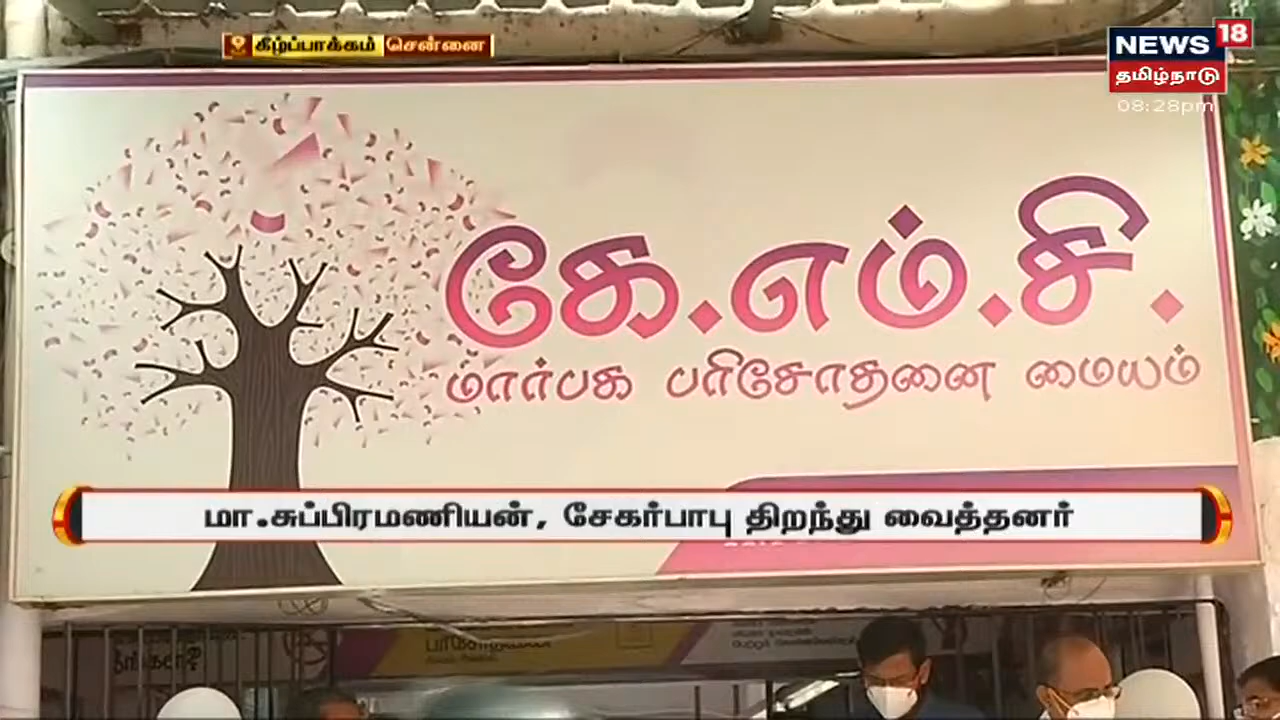 கீழ்ப்பாக்கம் சென்னை
NEWS 18
தமிழ்நாடு
08:28pm
கே.எம்.சி.
மார்பக பரிசோதனை மையம்
மா.சுப்பிரமணியன், சேகர்பாபு திறந்து வைத்தனர்